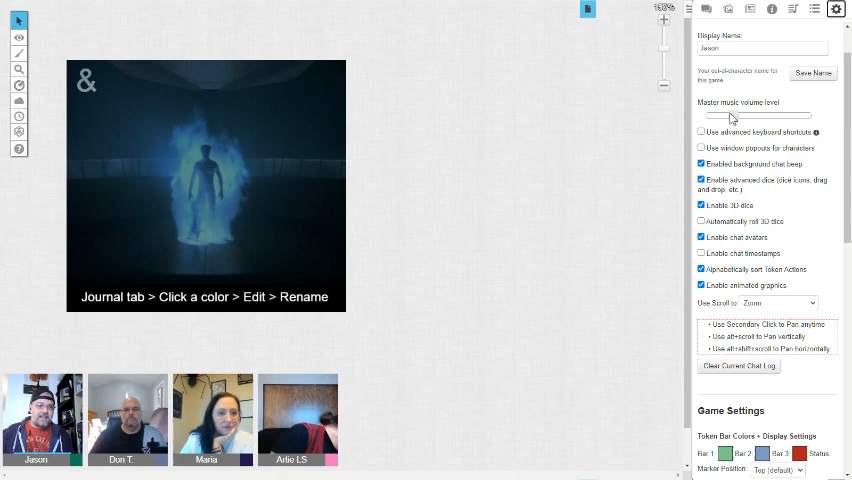 150%
Display Name:
Jason
Your out-of-character name for
this game
Save Name
Master music volume level
Use advanced keyboard shortcuts
Use window popouts for characters
Enabled background chat beep
Enable advanced dice (dice icons, drag
and drop, etc.)
Enable 3D dice
Automatically roll 3D dice
Enable chat avatars
Enable chat timestamps
Alphabetically sort Token Actions
Enable animated graphics
Use Scroll to Zoom
• Use Secondary Click to Pan anytime
• Use alt+scroll to Pan vertically
• Use alt+shift+scroll to Pan horizontally
Clear Current Chat Log
Game Settings
Token Bar Colors + Display Settings
Bar 1: Bar 2: Bar 3: Status
Marker Position: Top (default)
&
Journal tab > Click a color > Edit > Rename
Jason
Don T.
Maria
Artie LS